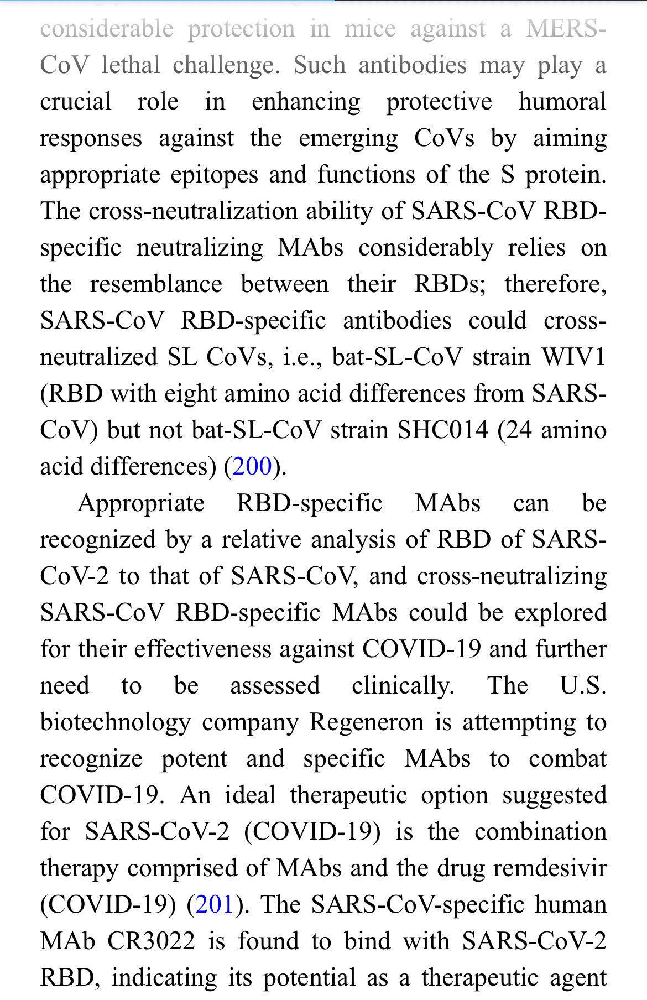 considerable protection in mice against a MERS-
CoV lethal challenge. Such antibodies may play a
crucial role in enhancing protective humoral
responses against the emerging CoVs by aiming
appropriate epitopes and functions of the S protein.
The cross-neutralization ability of SARS-CoV RBD-
specific neutralizing MAbs considerably relies on
the resemblance between their RBDs; therefore,
SARS-CoV RBD-specific antibodies could cross-
neutralized SL CoVs, i.e., bat-SL-CoV strain WIV1
(RBD with eight amino acid differences from SARS-
CoV) but not bat-SL-CoV strain SHC014 (24 amino
acid differences) (200).
Appropriate RBD-specific MAbs can be
recognized by a relative analysis of RBD of SARS-
CoV-2 to that of SARS-CoV, and cross-neutralizing
SARS-CoV RBD-specific MAbs could be explored
for their effectiveness against COVID-19 and further
need to be assessed clinically. The U.S.
biotechnology company Regeneron is attempting to
recognize potent and specific MAbs to combat
COVID-19. An ideal therapeutic option suggested
for SARS-CoV-2 (COVID-19) is the combination
therapy comprised of MAbs and the drug remdesivir
(COVID-19) (201). The SARS-CoV-specific human
MAb CR3022 is found to bind with SARS-CoV-2
RBD, indicating its potential as a therapeutic agent